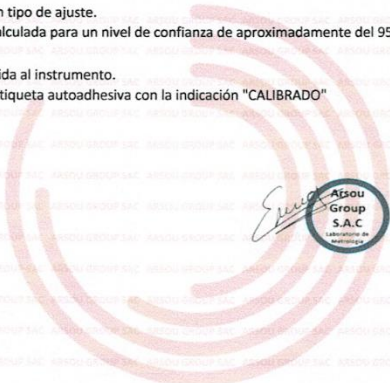 n tipo de ajuste.
alculada para un nivel de confianza de aproximadamente del 95
ida al instrumento.
tiqueta autoadhesiva con la indicación "CALIBRADO"
Arsou
Group
S.A.C
Laboratorio de
Metrología